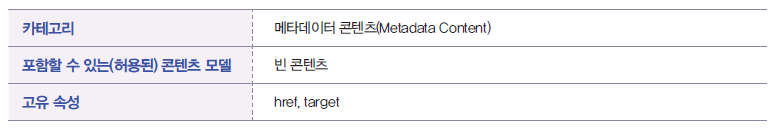 카테고리 메타데이터 콘텐츠(Metadata Content)
포함할 수 있는(허용된) 콘텐츠 모델 빈 콘텐츠
고유 속성 href, target